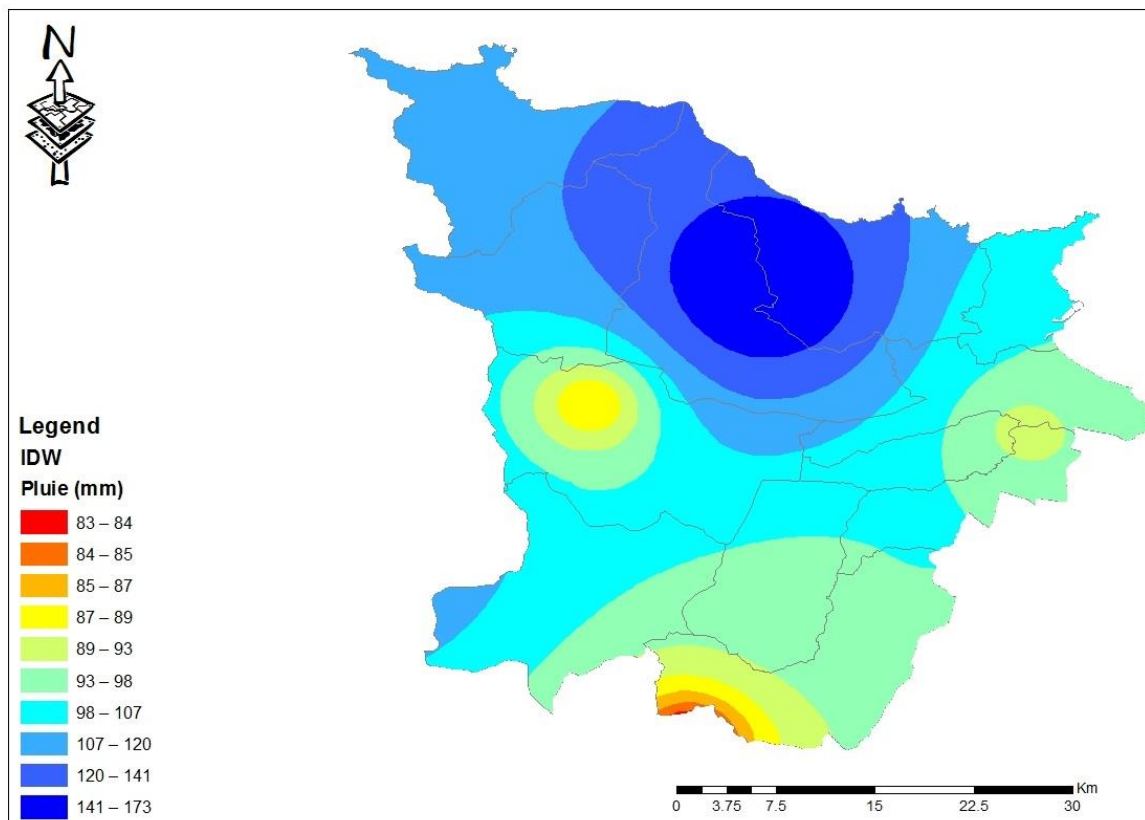 N
Legend
IDW
Pluie (mm)
83 – 84
84 – 85
85 – 87
87 – 89
89 – 93
93 – 98
98 – 107
107 – 120
120 – 141
141 – 173
Km
0 3.75 7.5 15 22.5 30